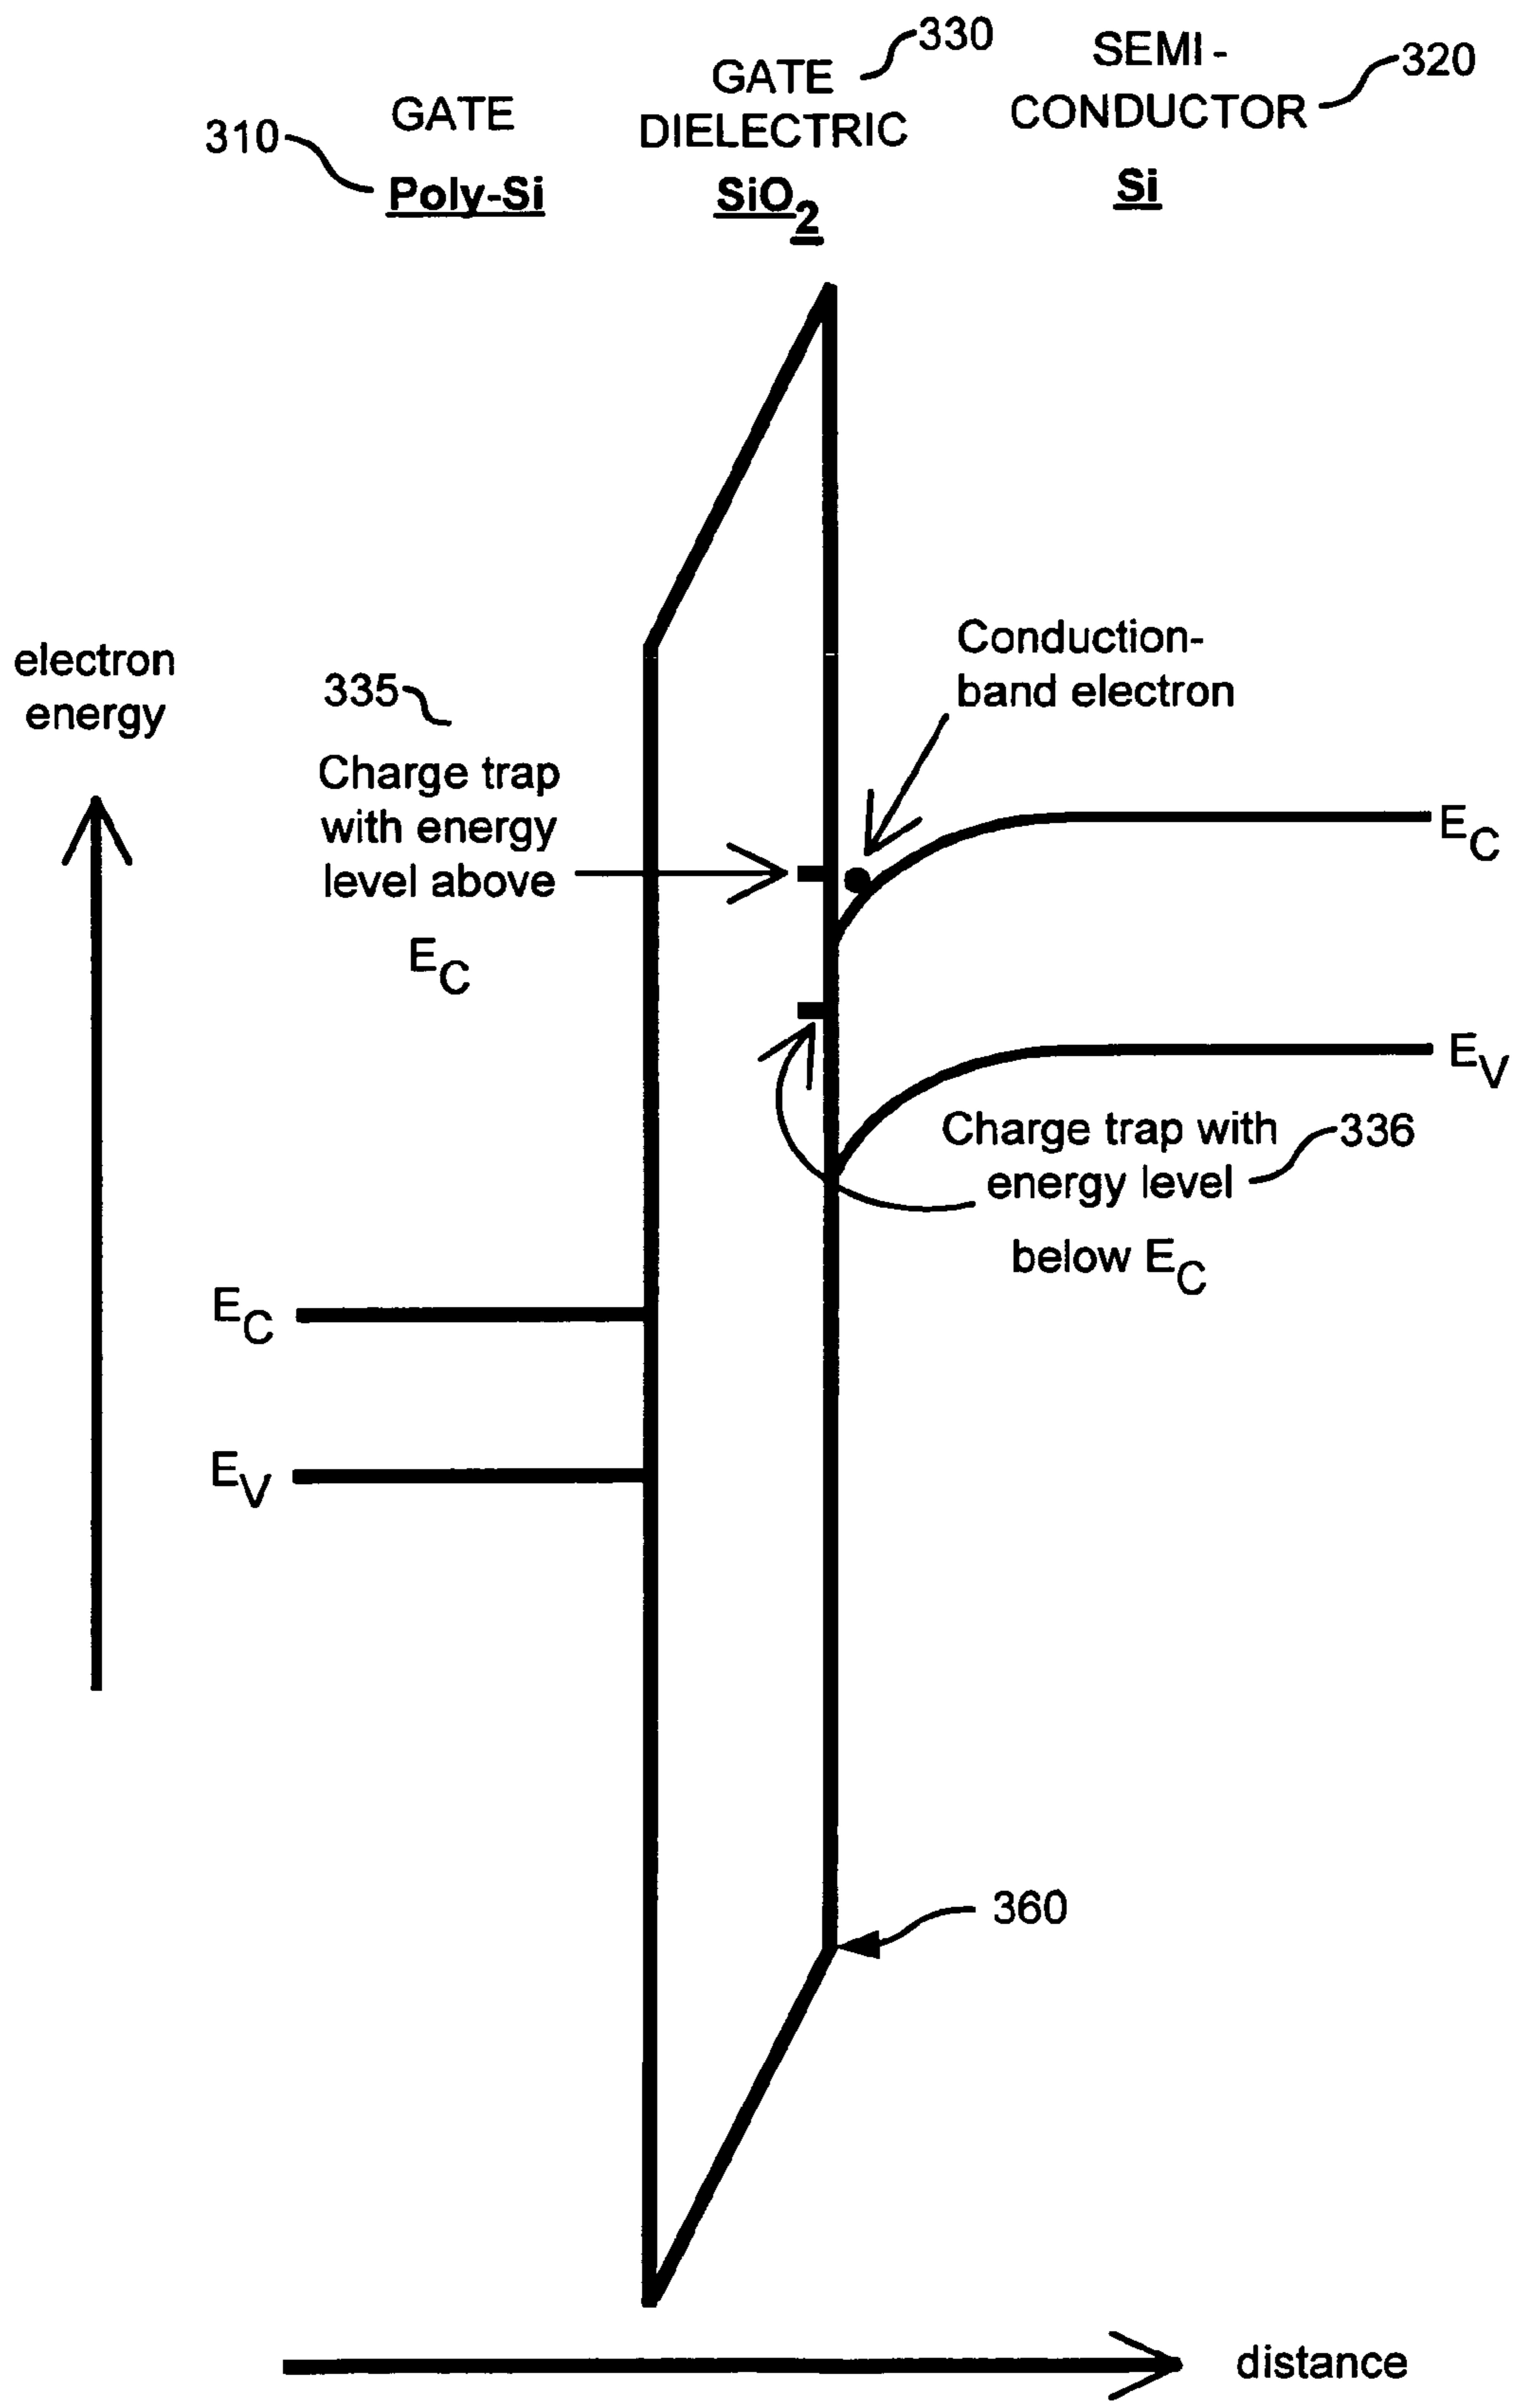 330
SEMI -
320
GATE
DIELECTRIC
CONDUCTOR
310
GATE
Poly-Si
SiO2
Si
electron
energy
335
Charge trap
with energy
level above
EC
Conduction-
band electron
EC
EV
Charge trap with
336
energy level
below EC
EC
EV
360
distance